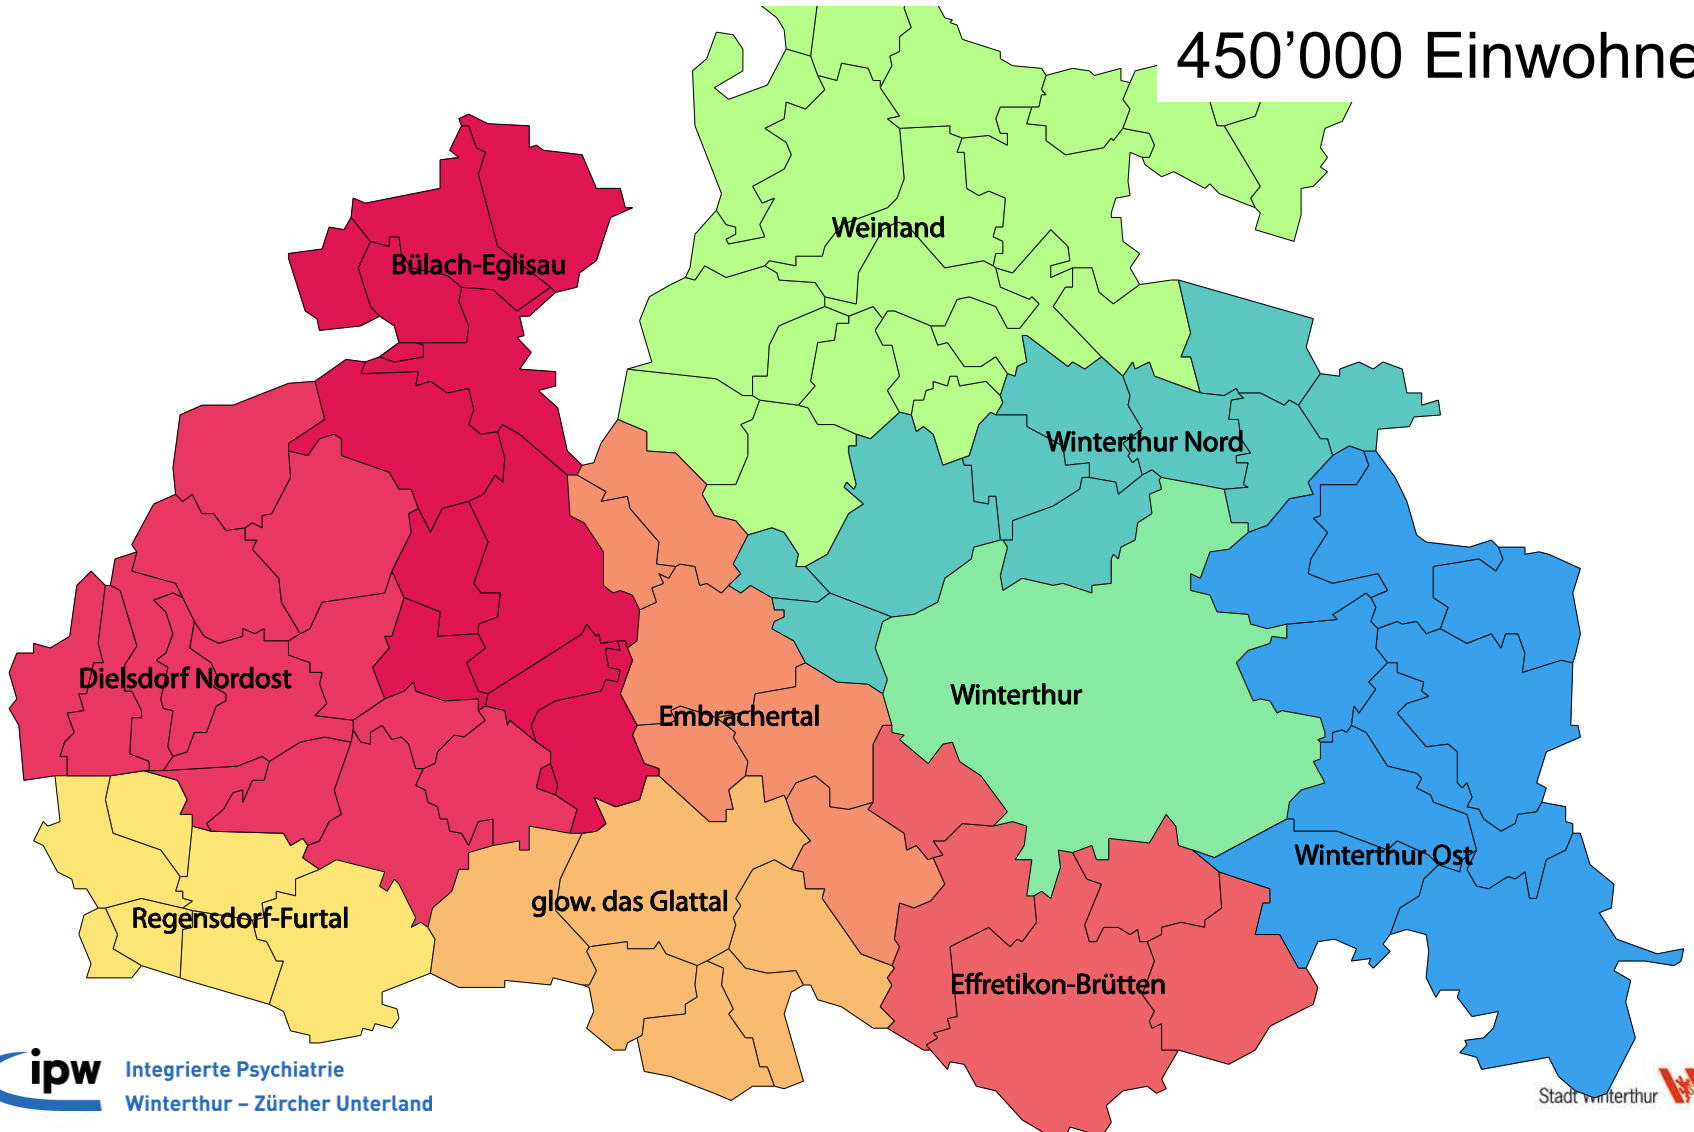 450’000 Einwohne
Weinland
Bülach-Eglisau
Winterthur Nord
Dielsdorf Nordost
Winterthur
Embrachertal
Winterthur Ost
glow. das Glattal
Regensdorf-Furtal
Effretikon-Brütten
ipw
Integrierte Psychiatrie
Winterthur – Zürcher Unterland
Stadt Winterthur